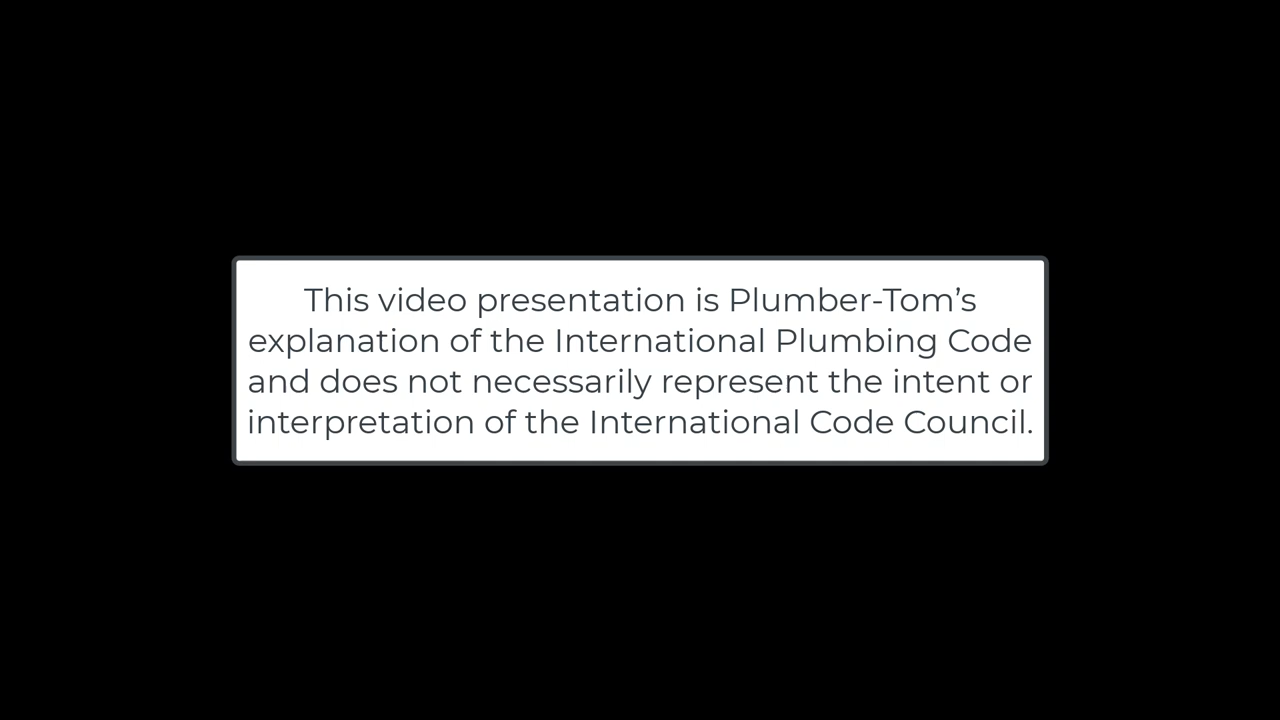 This video presentation is Plumber-Tom’s
explanation of the International Plumbing Code
and does not necessarily represent the intent or
interpretation of the International Code Council.